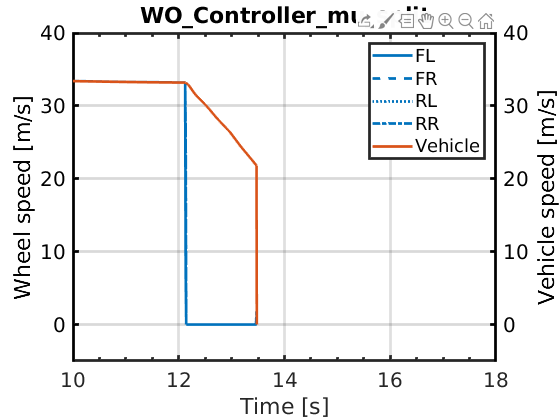 WO_Controller_mu
40
30
20
10
0
Wheel speed [m/s]
40
30
20
10
0
Vehicle speed [m/s]
FL
FR
RL
RR
Vehicle
10 12 14 16 18
Time [s]